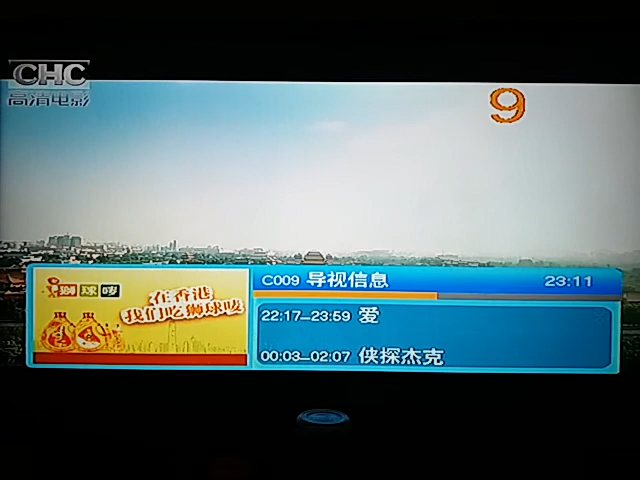 CHC
高清电影
9
C009 导视信息 23:11
狮球唛
在香港
我们吃狮球唛
22:17-23:59 爱
00:03-02:07 侠探杰克